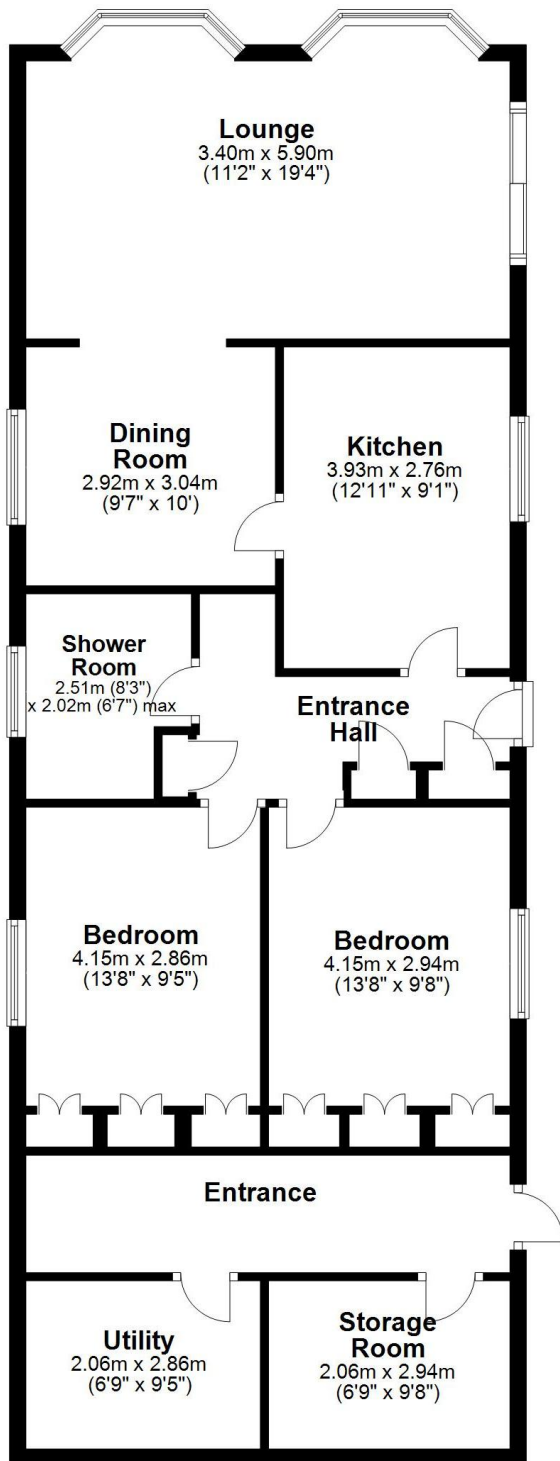 Lounge
3.40m x 5.90m
(11'2" x 19'4")
Dining
Room
2.92m x 3.04m
(9'7" x 10')
Kitchen
3.93m x 2.76m
(12'11" x 9'1")
Shower
Room
2.51m (8'3")
x 2.02m (6'7") max
Entrance
Hall
Bedroom
4.15m x 2.86m
(13'8" x 9'5")
Bedroom
4.15m x 2.94m
(13'8" x 9'8")
Entrance
Utility
2.06m x 2.86m
(6'9" x 9'5")
Storage
Room
2.06m x 2.94m
(6'9" x 9'8")